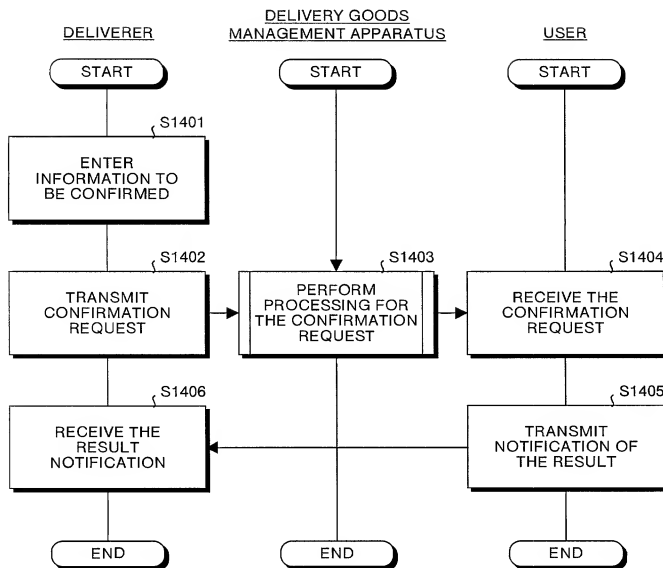 DELIVERER
DELIVERY GOODS
MANAGEMENT APPARATUS
USER
START
START
START
S1401
ENTER
INFORMATION TO
BE CONFIRMED
S1402
TRANSMIT
CONFIRMATION
REQUEST
S1403
PERFORM
PROCESSING FOR
THE CONFIRMATION
REQUEST
S1404
RECEIVE THE
CONFIRMATION
REQUEST
S1406
RECEIVE THE
RESULT
NOTIFICATION
S1405
TRANSMIT
NOTIFICATION OF
THE RESULT
END
END
END